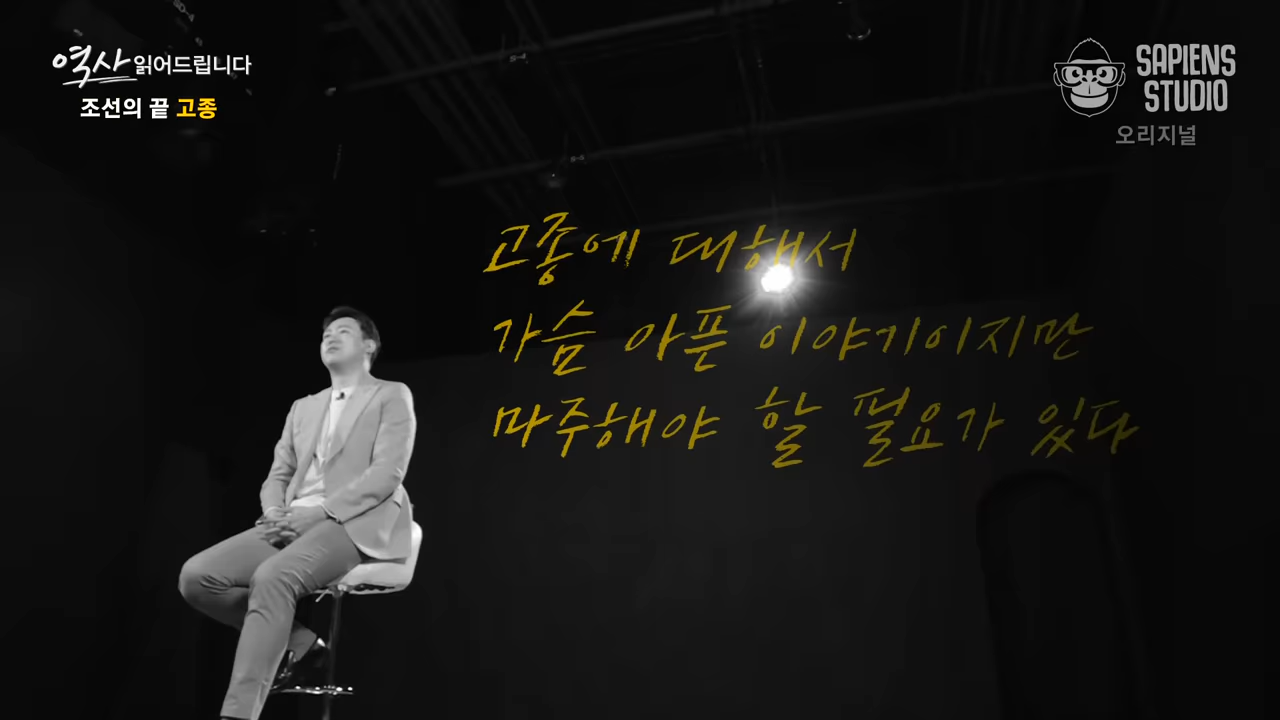 역사 읽어드립니다
조선의 끝 고종
SAPIENS
STUDIO
오리지널
고종에 대해서
가슴 아픈 이야기이지만
마주해야 할 필요가 있다